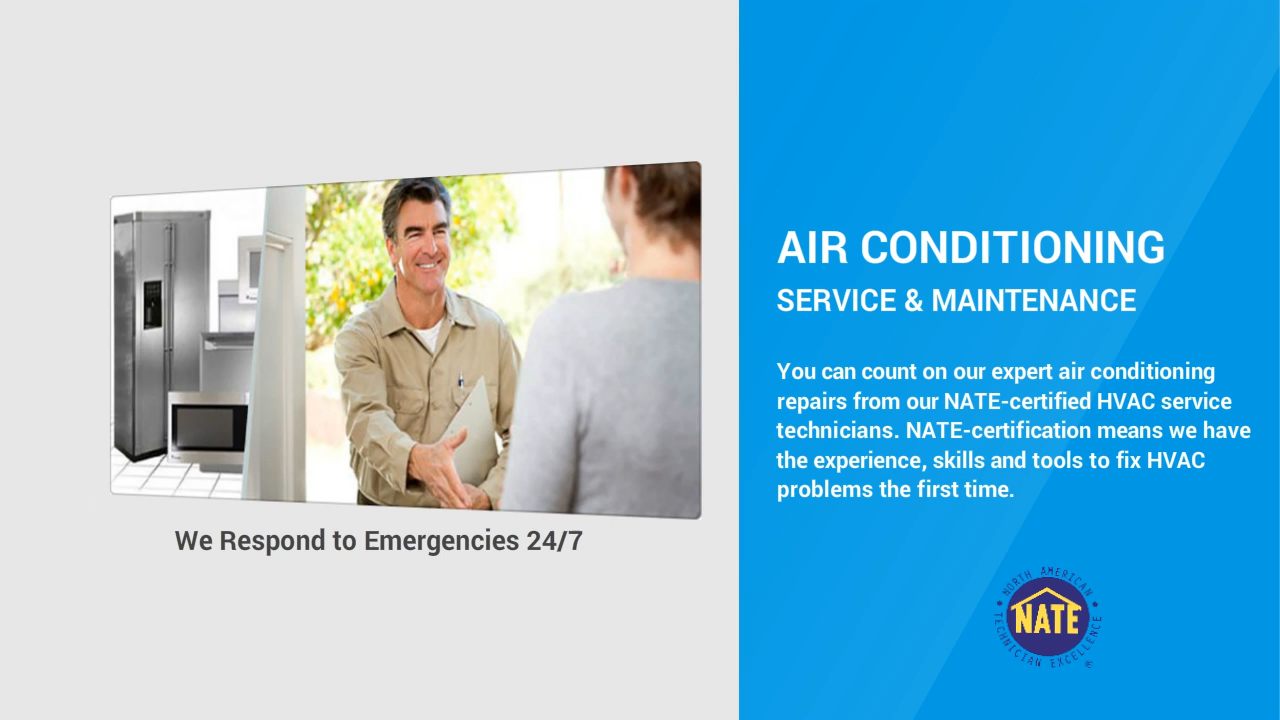 AIR CONDITIONING
SERVICE & MAINTENANCE
You can count on our expert air conditioning
repairs from our NATE-certified HVAC service
technicians. NATE-certification means we have
the experience, skills and tools to fix HVAC
problems the first time.
We Respond to Emergencies 24/7
NORTH AMERICAN
NATE
TECHNICIAN EXCELLENCE
®